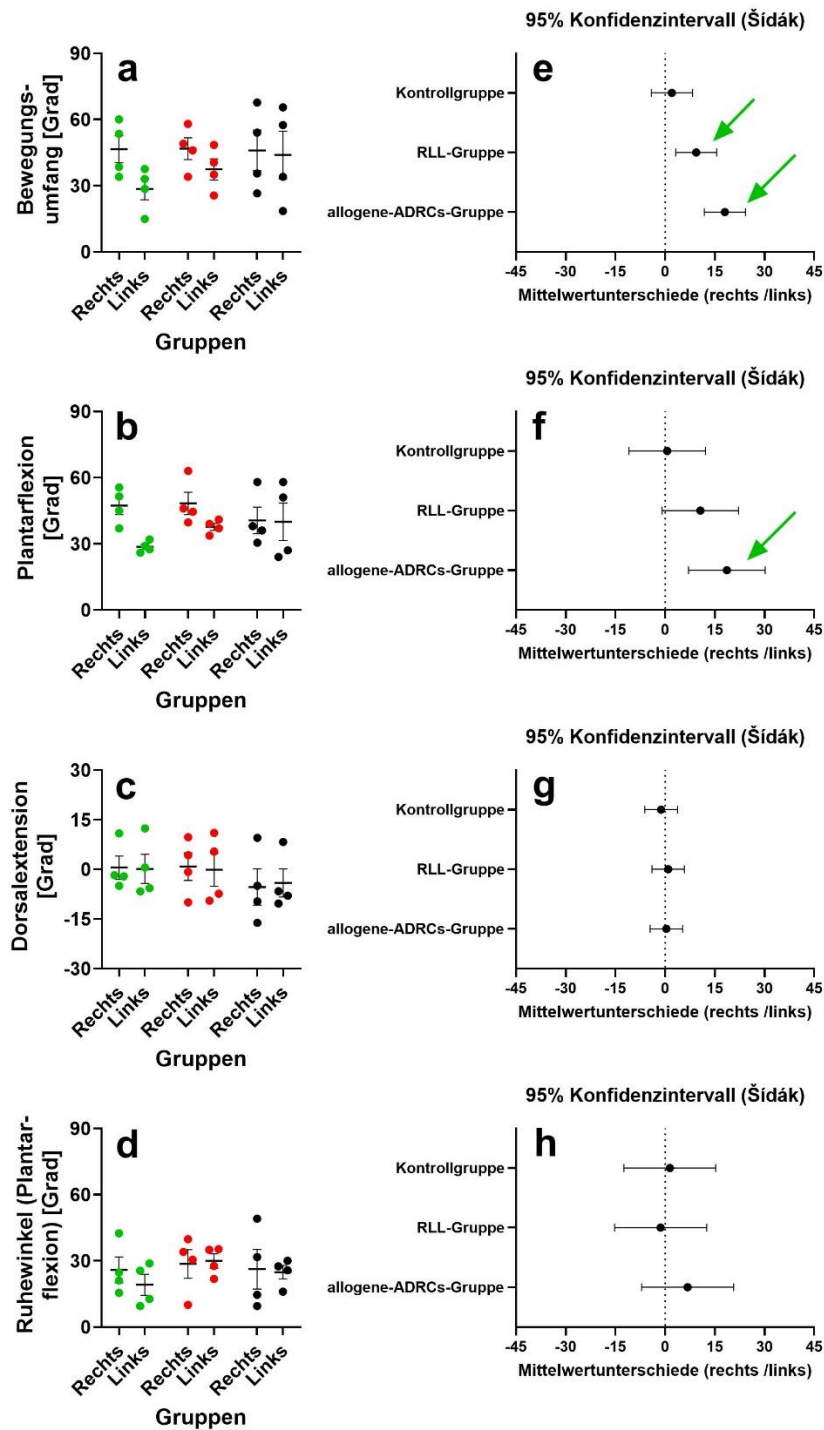 a
Bewegungs-
umfang [Grad]
90
60
30
0
Rechts
Links
Rechts
Links
Rechts
Links
Gruppen
95% Konfidenzintervall (Šídák)
e
Kontrollgruppe
RLL-Gruppe
allogene-ADRCs-Gruppe
-45 -30 -15 0 15 30 45
Mittelwertunterschiede (rechts /links)
b
Plantarflexion
[Grad]
90
60
30
0
Rechts
Links
Rechts
Links
Rechts
Links
Gruppen
95% Konfidenzintervall (Šídák)
f
Kontrollgruppe
RLL-Gruppe
allogene-ADRCs-Gruppe
-45 -30 -15 0 15 30 45
Mittelwertunterschiede (rechts /links)
c
Dorsalextension
[Grad]
30
15
0
-15
-30
Rechts
Links
Rechts
Links
Rechts
Links
Gruppen
95% Konfidenzintervall (Šídák)
g
Kontrollgruppe
RLL-Gruppe
allogene-ADRCs-Gruppe
-45 -30 -15 0 15 30 45
Mittelwertunterschiede (rechts /links)
d
Ruhewinkel (Plantar-
flexion) [Grad]
90
60
30
0
Rechts
Links
Rechts
Links
Rechts
Links
Gruppen
95% Konfidenzintervall (Šídák)
h
Kontrollgruppe
RLL-Gruppe
allogene-ADRCs-Gruppe
-45 -30 -15 0 15 30 45
Mittelwertunterschiede (rechts /links)